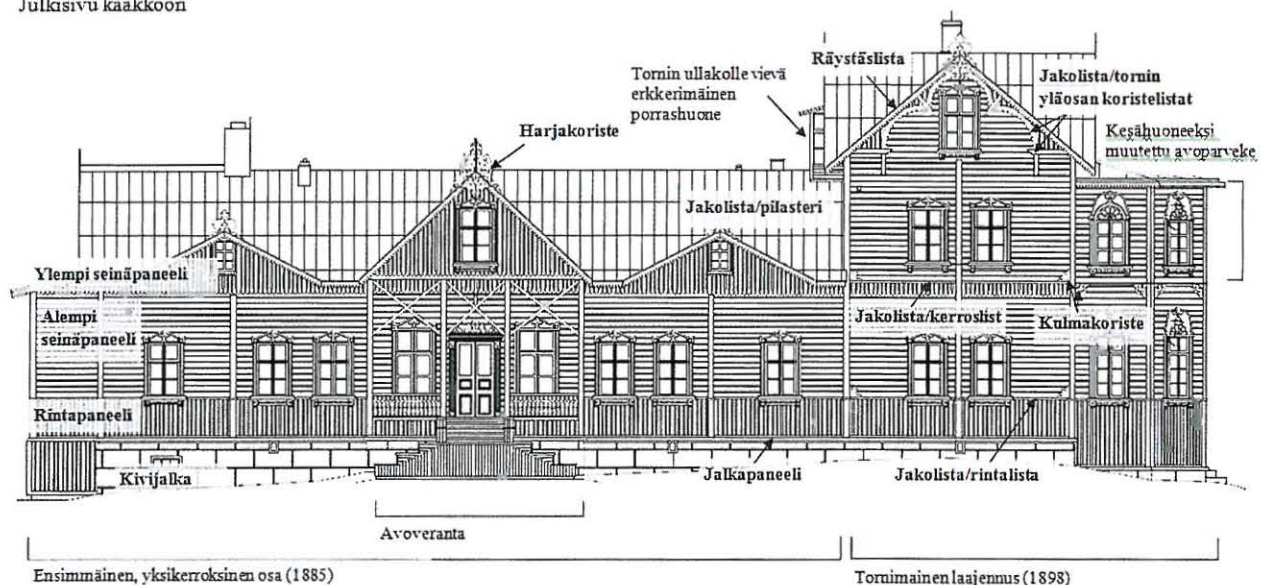 Julkisivu kaakkoon
Räystäslista
Tornin ullakolle vievä
erkkerimäinen
porrashuone
Jakolista/tornin
yläosan koristelistat
Harjakoriste
Kesähuoneeksi
muutettu avoparveke
Jakolista/pilasteri
Ylempi seinäpaneeli
Alempi
seinäpaneeli
Jakolista/kerroslist
Kulmakoriste
Rintapaneeli
Kivijalka
Jalkapaneeli
Jakolista/rintalista
Avoveranta
Ensimmäinen, yksikerroksinen osa (1885)
Tornimainen laajennus (1898)